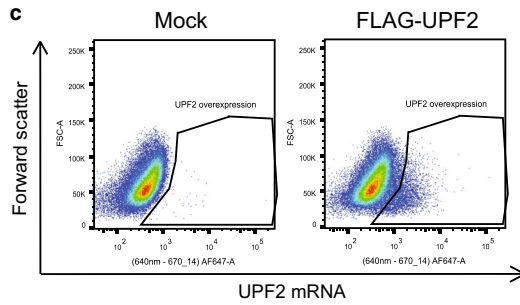 c
Mock
FLAG-UPF2
Forward scatter
FSC-A
250K
200K
150K
100K
50K
0
UPF2 overexpression
10^2
10^3
10^4
10^5
(640nm - 670_14) AF647-A
FSC-A
250K
200K
150K
100K
50K
0
UPF2 overexpression
10^2
10^3
10^4
10^5
(640nm - 670_14) AF647-A
UPF2 mRNA